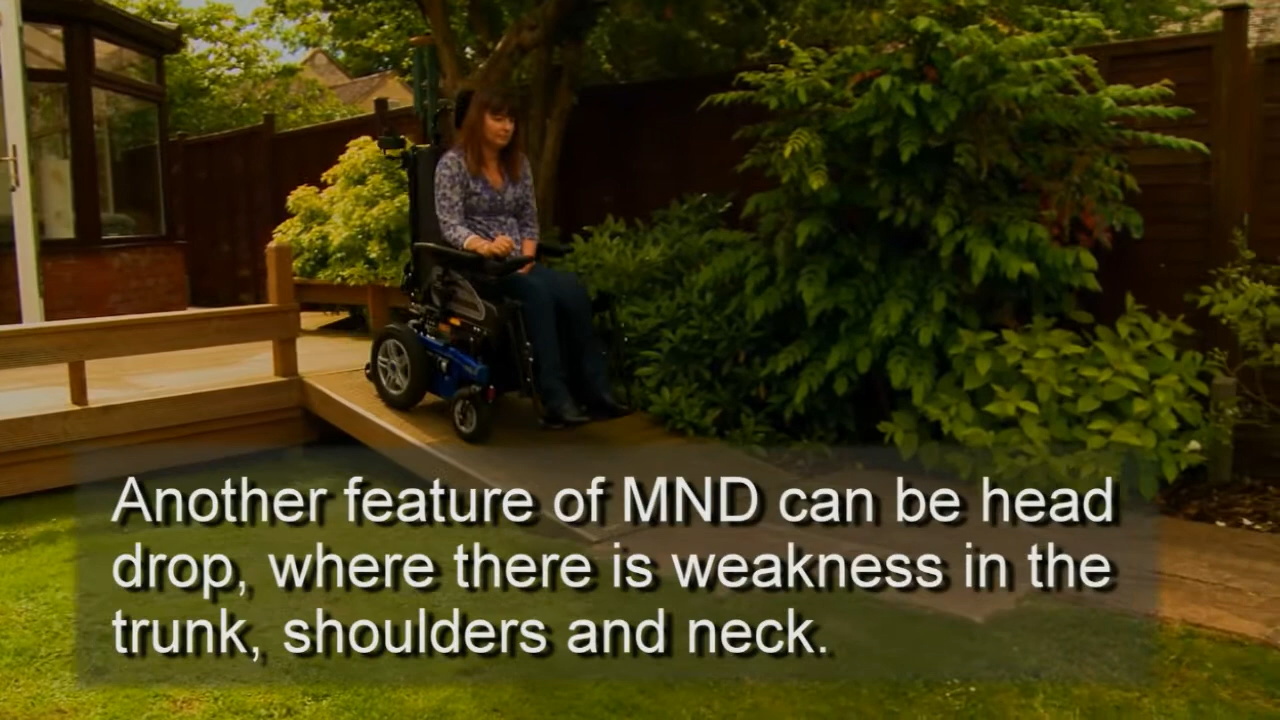 Another feature of MND can be head
drop, where there is weakness in the
trunk, shoulders and neck.